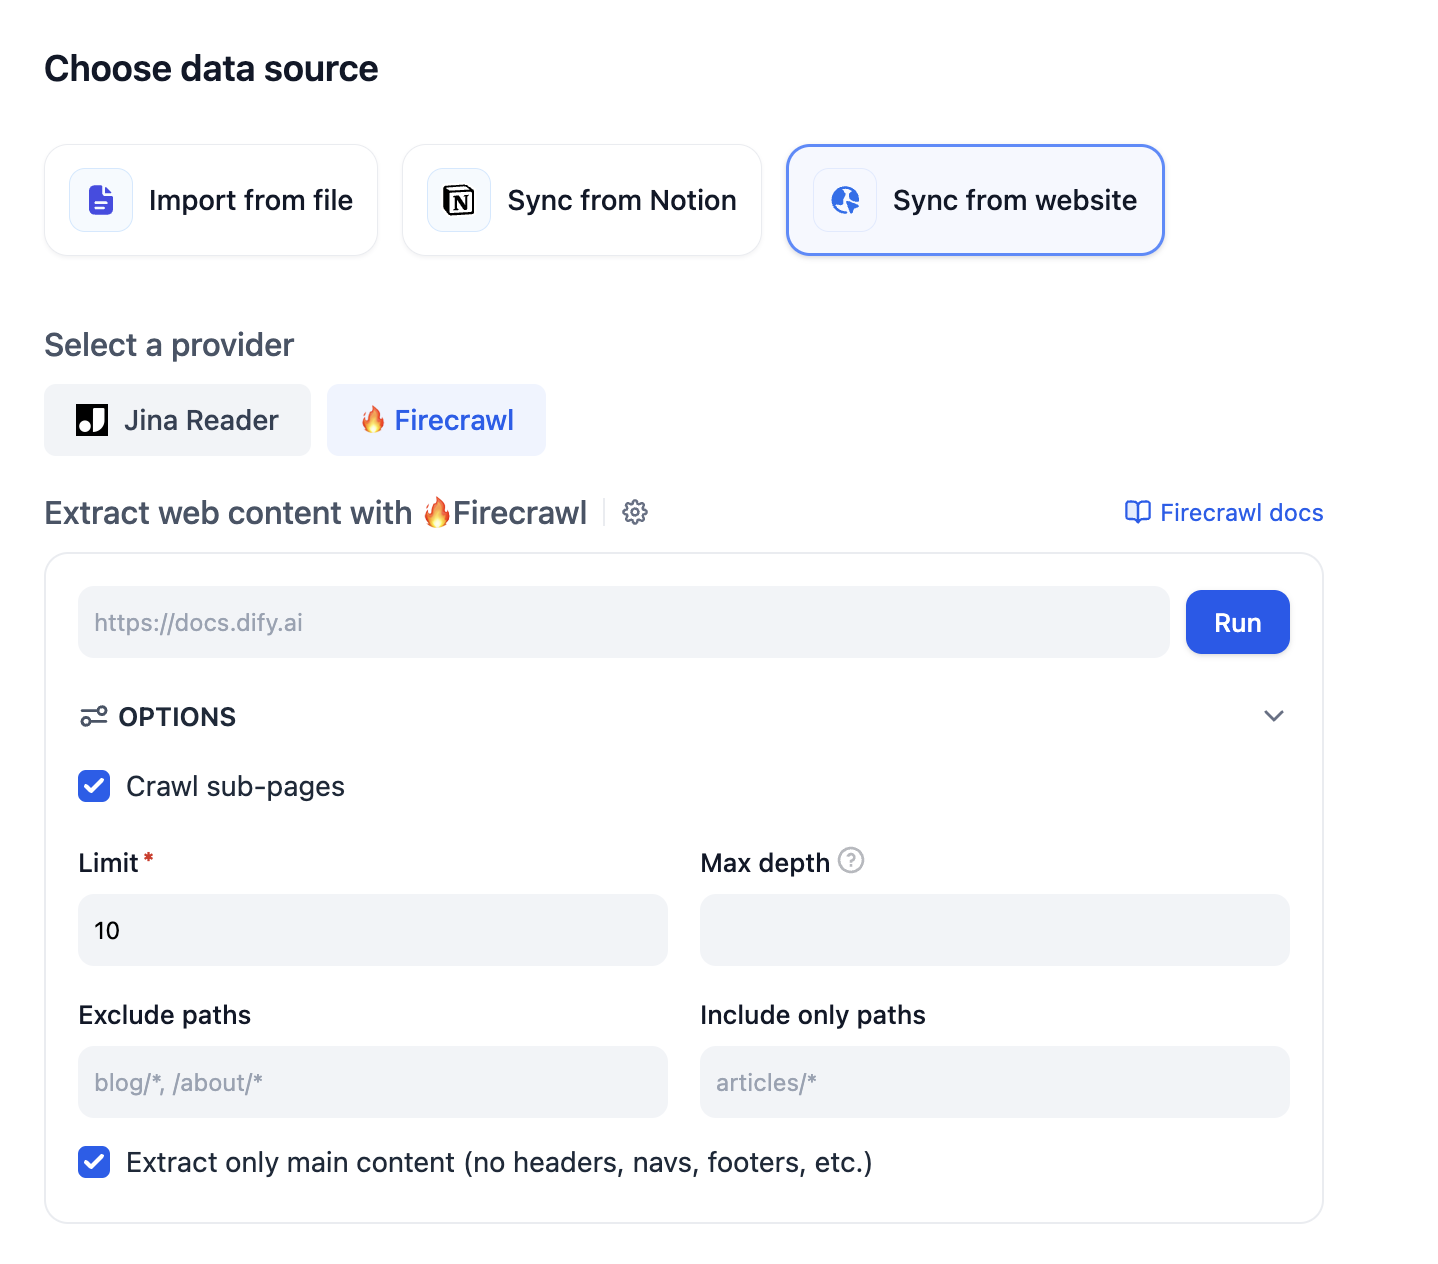 Choose data source
Import from file
Sync from Notion
Sync from website
Select a provider
Jina Reader
🔥 Firecrawl
Extract web content with 🔥Firecrawl
Firecrawl docs
https://docs.dify.ai
Run
OPTIONS
Crawl sub-pages
Limit*
Max depth ?
10
Exclude paths
Include only paths
blog/*, /about/*
articles/*
Extract only main content (no headers, navs, footers, etc.)